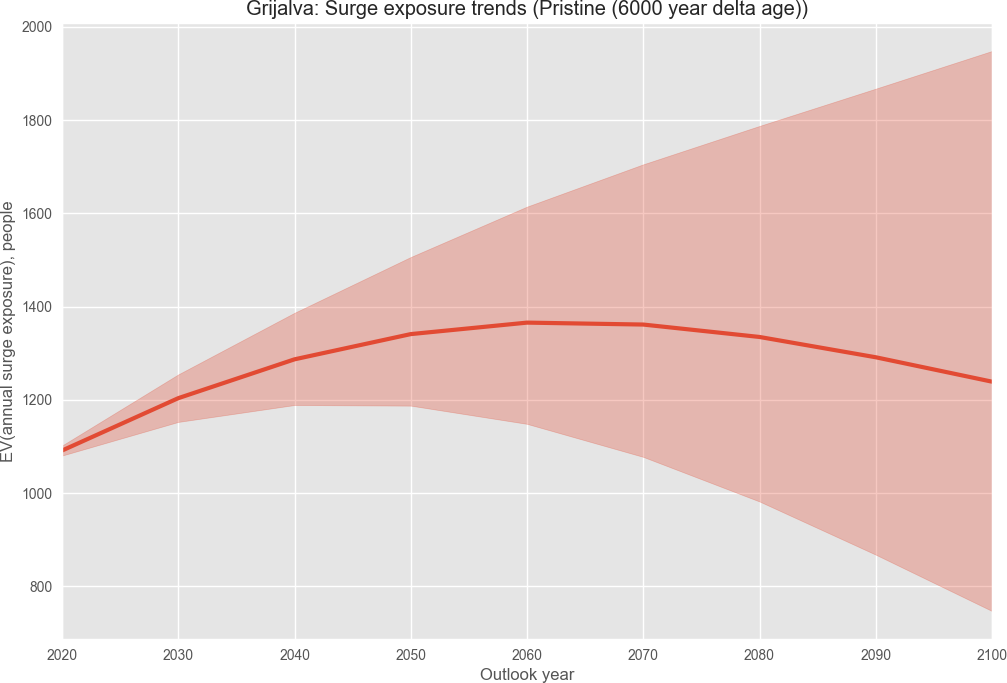 Grijalva: Surge exposure trends (Pristine (6000 year delta age))
EV(annual surge exposure), people
2000
1800
1600
1400
1200
1000
800
2020 2030 2040 2050 2060 2070 2080 2090 2100
Outlook year